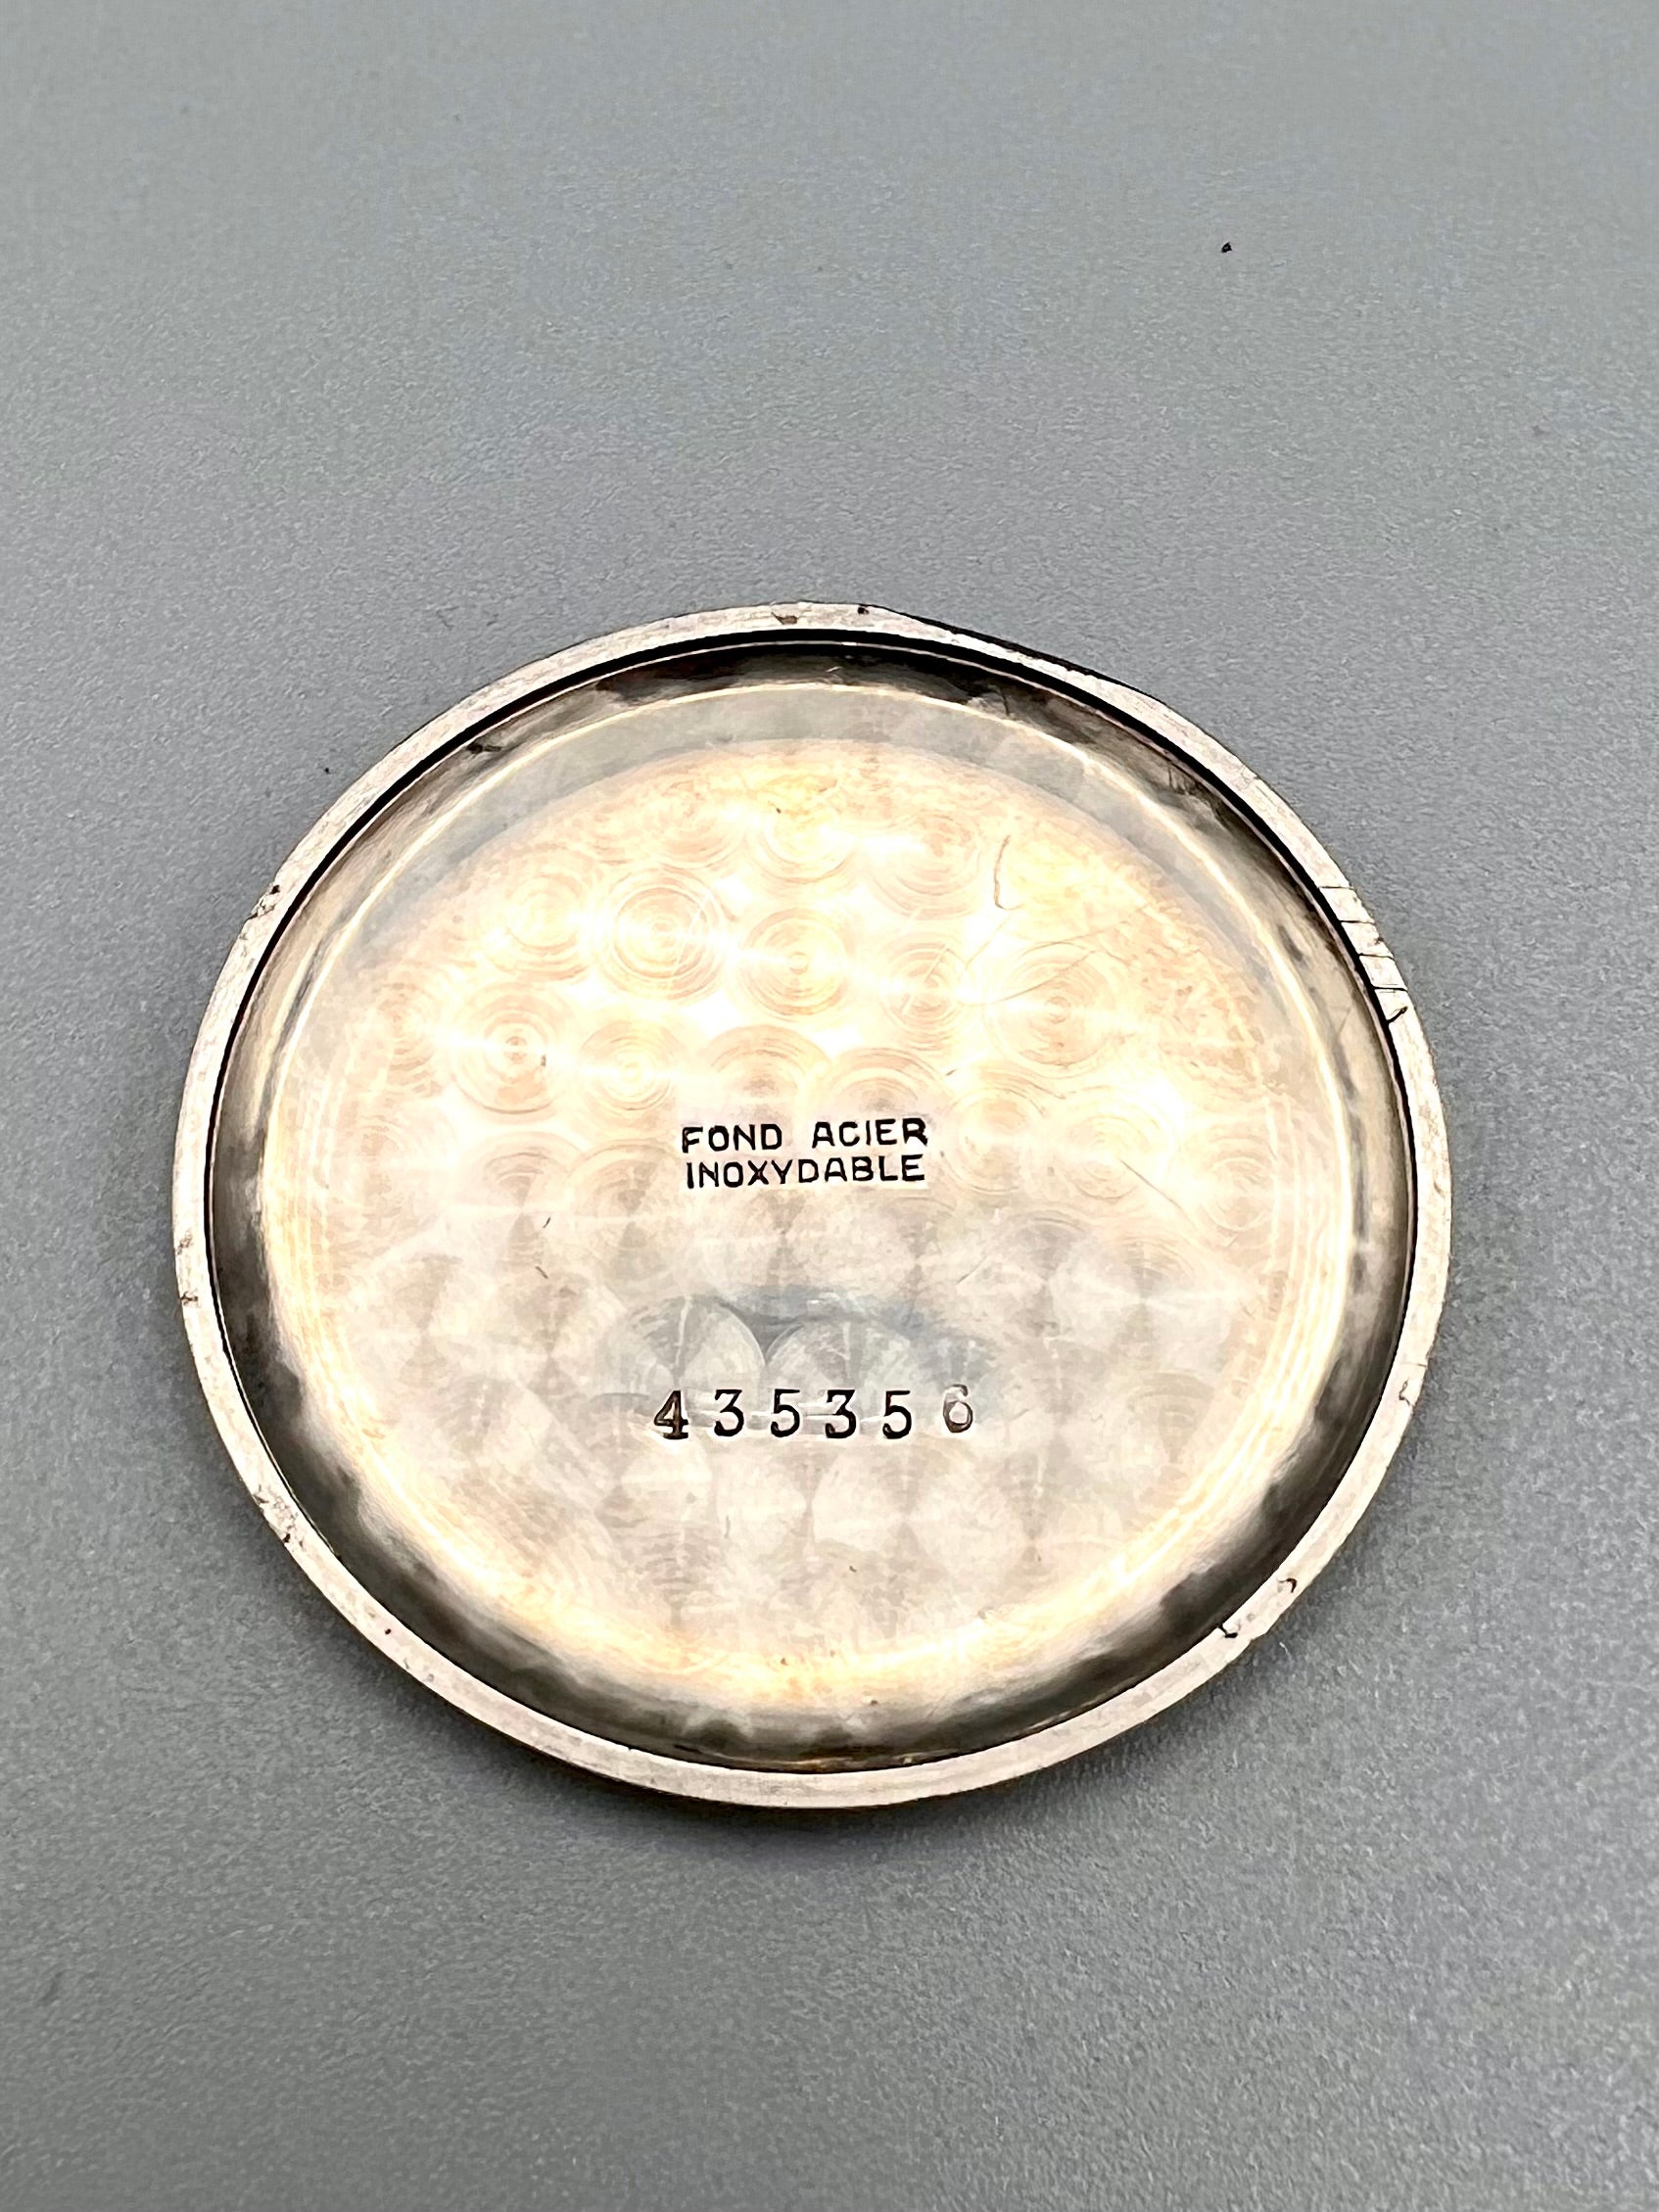 FOND ACIER
INOXYDABLE
435356